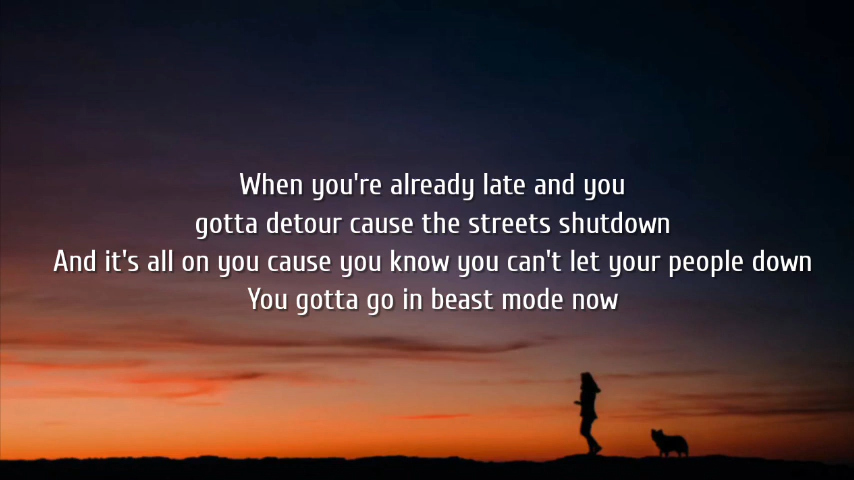 When you're already late and you
gotta detour cause the streets shutdown
And it's all on you cause you know you can't let your people down
You gotta go in beast mode now